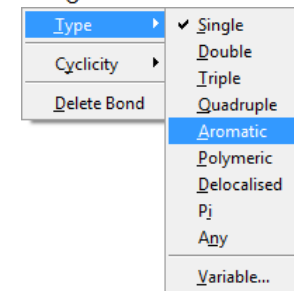 Type
Cyclicity
Delete Bond
Single
Double
Triple
Quadruple
Aromatic
Polymeric
Delocalised
Pi
Any
Variable...